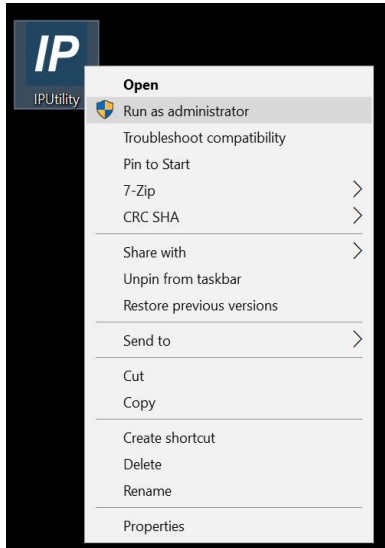 IP
IPUtility
Open
Run as administrator
Troubleshoot compatibility
Pin to Start
7-Zip
CRC SHA
Share with
Unpin from taskbar
Restore previous versions
Send to
Cut
Copy
Create shortcut
Delete
Rename
Properties